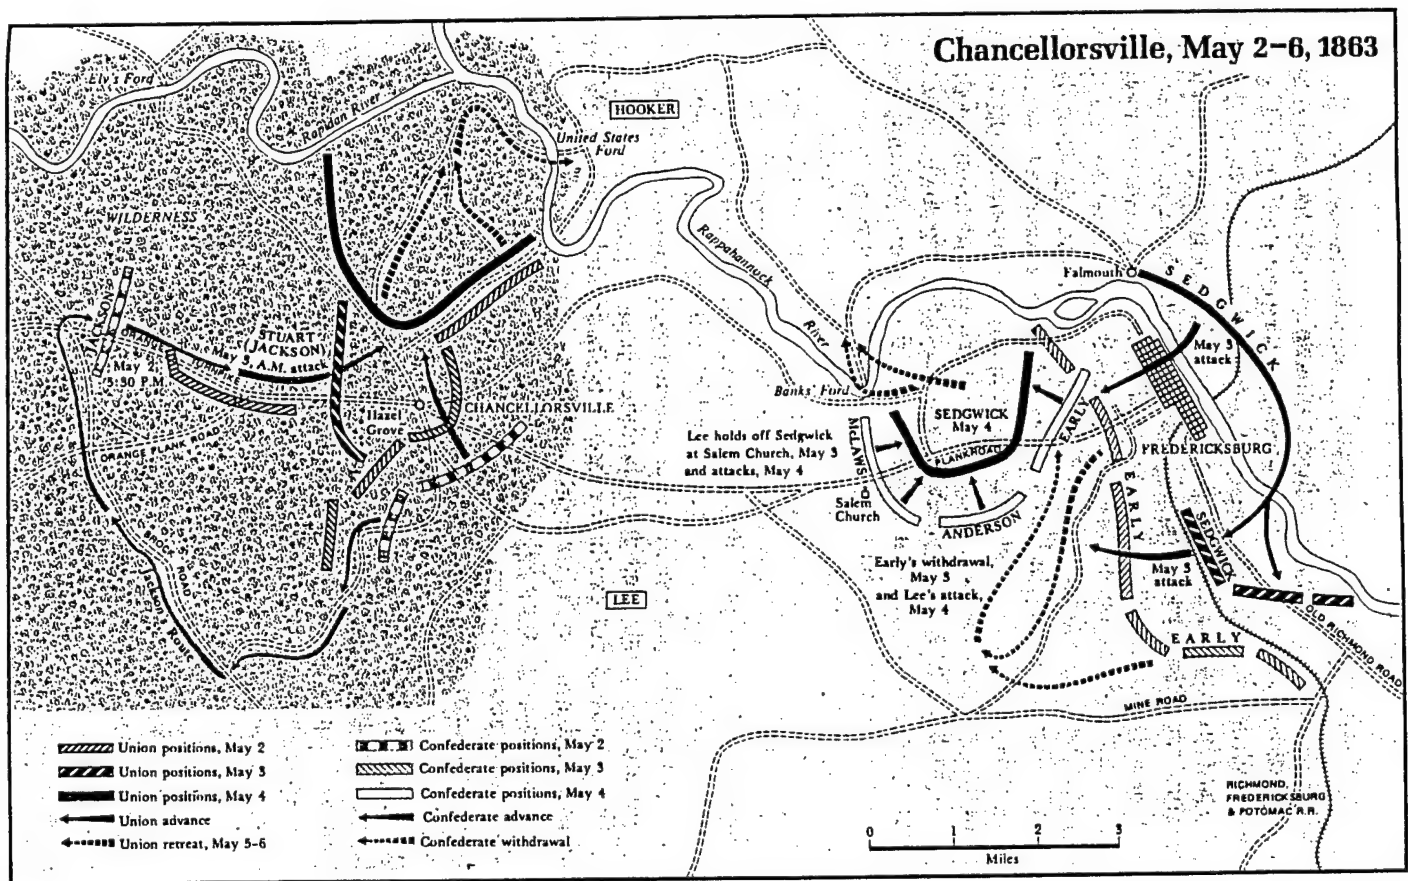 Chancellorsville, May 2–6, 1863
Ely's Ford
Rapidan River
HOOKER
United States
Ford
WILDERNESS
Rappahannock
River
Falmouth
SEDGWICK
JACKSON
May 2,
5:30 P.M.
STUART
(JACKSON)
May 3, A.M. attack
May 3
attack
Banks' Ford
Hazel
Grove
CHANCELLORSVILLE
ORANGE PLANK ROAD
SEDGWICK
May 4
EARLY
Lee holds off Sedgwick
at Salem Church, May 3
and attacks, May 4
McLAWS
PLANK ROAD
FREDERICKSBURG
Salem
Church
ANDERSON
EARLY
SEDGWICK
BROCK ROAD
Jackson's Route
Early's withdrawal,
May 3
and Lee's attack,
May 4
May 3
attack
LEE
OLD RICHMOND ROAD
EARLY
MINE ROAD
Union positions, May 2
Union positions, May 3
Union positions, May 4
Union advance
Union retreat, May 5-6
Confederate positions, May 2
Confederate positions, May 3
Confederate positions, May 4
Confederate advance
Confederate withdrawal
RICHMOND,
FREDERICKSBURG
& POTOMAC R.R.
0 1 2 3
Miles